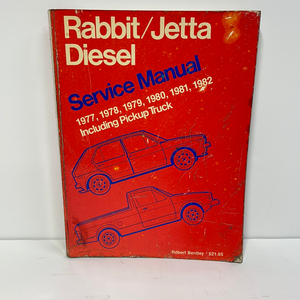 Rabbit/Jetta
Diesel
Service Manual
1977, 1978, 1979, 1980, 1981, 1982
Including Pickup Truck
Robert Bentley